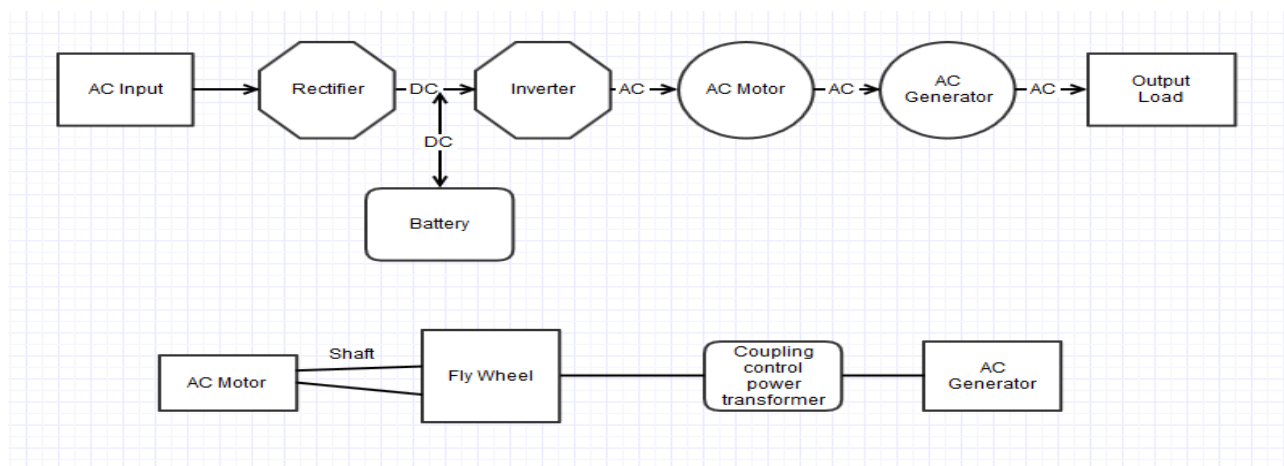 AC Input
Rectifier
DC
Inverter
AC
AC Motor
AC
AC
Generator
AC
Output
Load
DC
Battery
Shaft
AC Motor
Fly Wheel
Coupling
control
power
transformer
AC
Generator